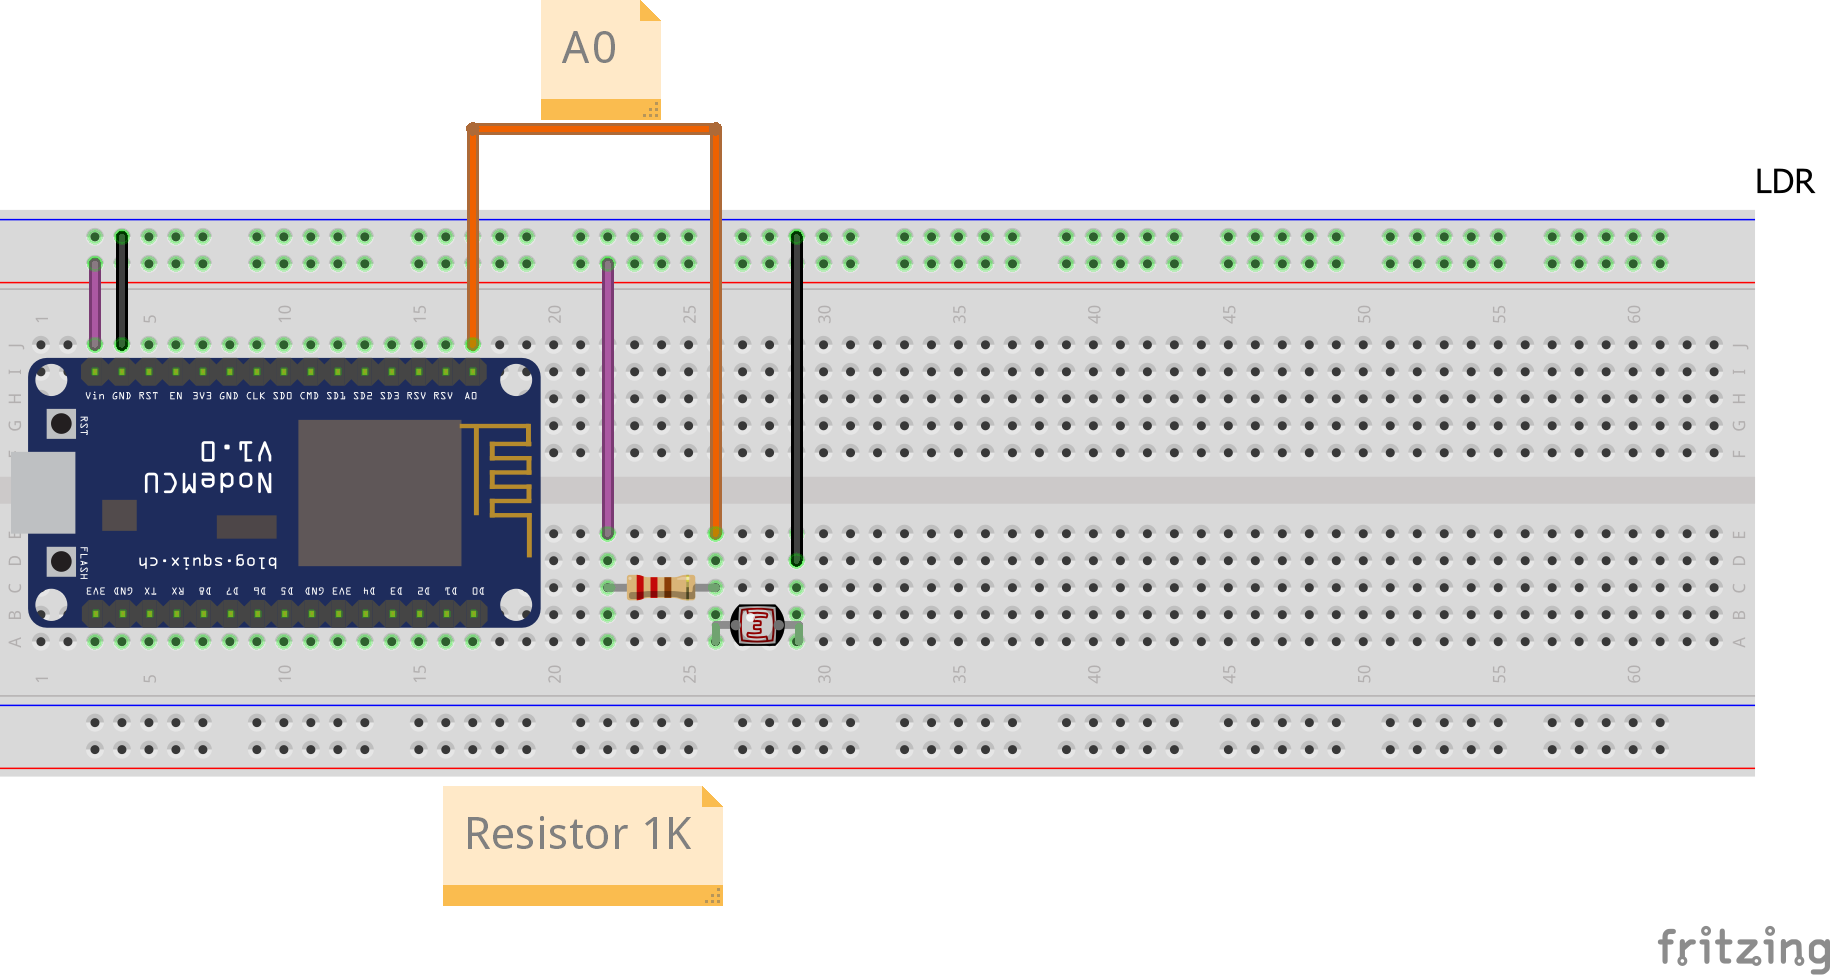 A0
LDR
1 5 10 15 20 25 30 35 40 45 50 55 60
J J
I I
H H
G G
F
Vin GND RST EN 3V3 GND CLK SD0 CMD SD1 SD2 SD3 RSV RSV A0
RST
V1.0
NodeMCU
blog.squix.ch
FLASH
3V3 GND TX RX D8 D7 D6 D5 GND 3V3 D4 D3 D2 D1 D0
E E
D D
C C
B B
A A
1 5 10 15 20 25 30 35 40 45 50 55 60
Resistor 1K
fritzing